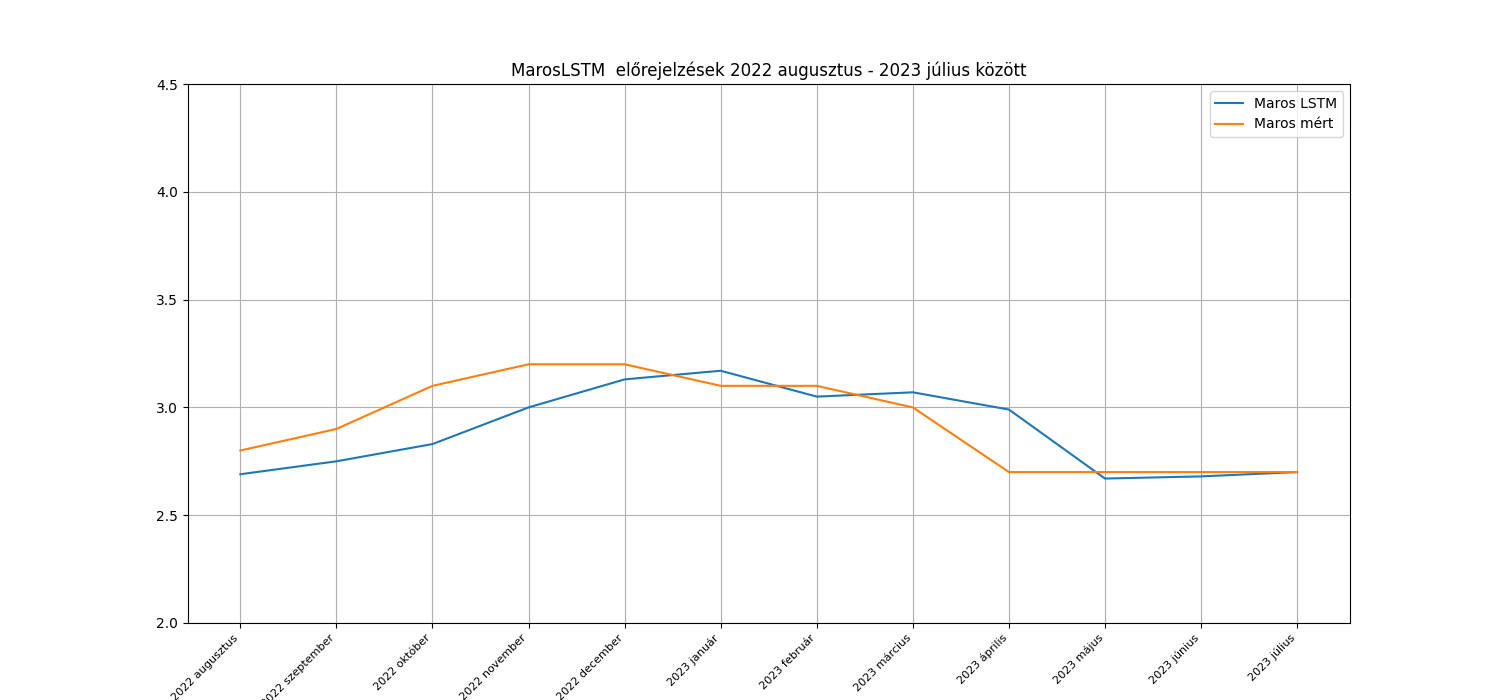 MarosLSTM  előrejelzések 2022 augusztus - 2023 július között
Maros LSTM
Maros mért
4.5
4.0
3.5
3.0
2.5
2.0
2022 augusztus
022 szeptember
2022 október
2022 november
2022 december
2023 január
2023 február
2023 március
2023 április
2023 május
2023 június
2023 július